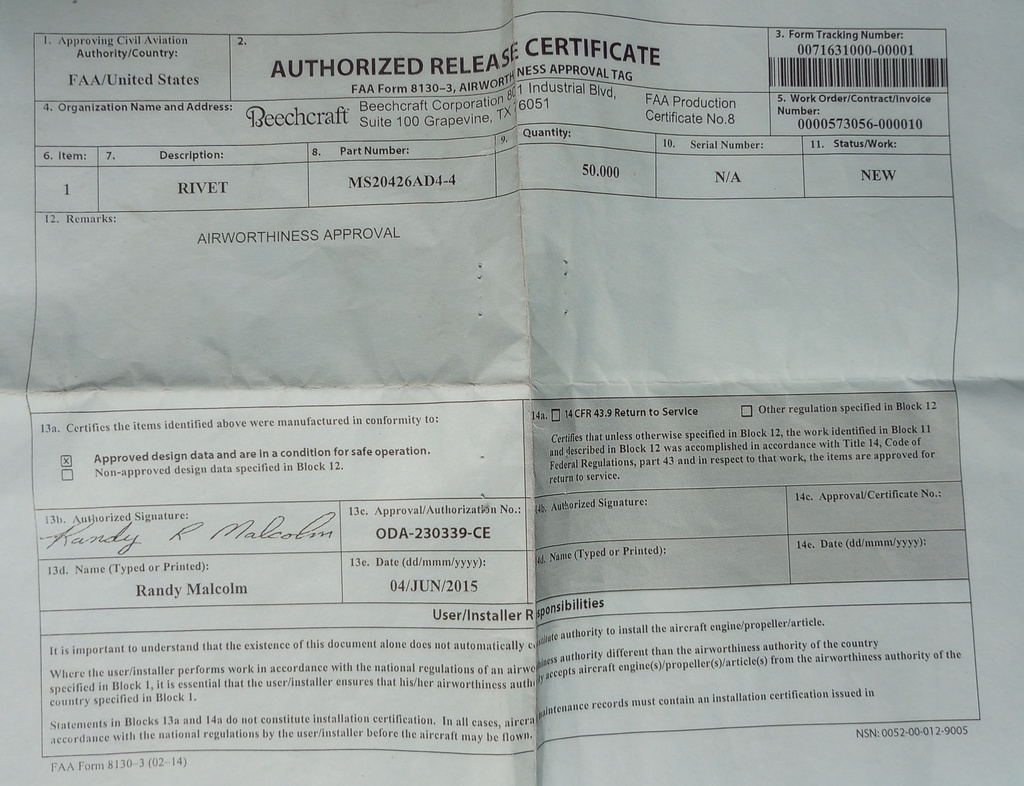 1. Approving Civil Aviation
Authority/Country:
FAA/United States
2.
AUTHORIZED RELEASE CERTIFICATE
FAA Form 8130-3, AIRWORTHINESS APPROVAL TAG
3. Form Tracking Number:
0071631000-00001
4. Organization Name and Address:
Beechcraft
Beechcraft Corporation 801 Industrial Blvd,
Suite 100 Grapevine, TX 76051
FAA Production
Certificate No.8
5. Work Order/Contract/Invoice
Number:
0000573056-000010
6. Item:
1
7. Description:
RIVET
8. Part Number:
MS20426AD4-4
9. Quantity:
50.000
10. Serial Number:
N/A
11. Status/Work:
NEW
12. Remarks:
AIRWORTHINESS APPROVAL
13a. Certifies the items identified above were manufactured in conformity to:
Approved design data and are in a condition for safe operation.
Non-approved design data specified in Block 12.
14a. 14 CFR 43.9 Return to Service Other regulation specified in Block 12
Certifies that unless otherwise specified in Block 12, the work identified in Block 11
and described in Block 12 was accomplished in accordance with Title 14, Code of
Federal Regulations, part 43 and in respect to that work, the items are approved for
return to service.
13b. Authorized Signature:
Randy R Malcolm
13c. Approval/Authorization No.:
ODA-230339-CE
14b. Authorized Signature:
14c. Approval/Certificate No.:
13d. Name (Typed or Printed):
Randy Malcolm
13e. Date (dd/mmm/yyyy):
04/JUN/2015
14d. Name (Typed or Printed):
14e. Date (dd/mmm/yyyy):
User/Installer Responsibilities
It is important to understand that the existence of this document alone does not automatically constitute authority to install the aircraft engine/propeller/article.
Where the user/installer performs work in accordance with the national regulations of an airworthiness authority different than the airworthiness authority of the country
specified in Block 1, it is essential that the user/installer ensures that his/her airworthiness authority accepts aircraft engine(s)/propeller(s)/article(s) from the airworthiness authority of the
country specified in Block 1.
Statements in Blocks 13a and 14a do not constitute installation certification. In all cases, aircraft maintenance records must contain an installation certification issued in
accordance with the national regulations by the user/installer before the aircraft may be flown.
FAA Form 8130-3 (02-14)
NSN: 0052-00-012-9005